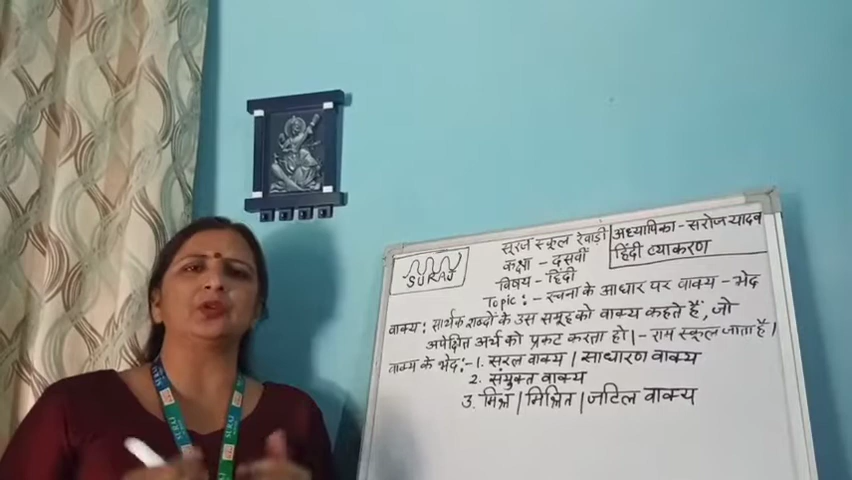 SURAJ
सूरज स्कूल रेवाड़ी
अध्यापिका - सरोज यादव
कक्षा - दसवीं
हिंदी व्याकरण
विषय - हिंदी
Topic :- रचना के आधार पर वाक्य - भेद
वाक्य : सार्थक शब्दों के उस समूह को वाक्य कहते हैं, जो
अपेक्षित अर्थ को प्रकट करता हो। - राम स्कूल जाता है।
वाक्य के भेद :- 1. सरल वाक्य / साधारण वाक्य
2. संयुक्त वाक्य
3. मिश्र / मिश्रित / जटिल वाक्य